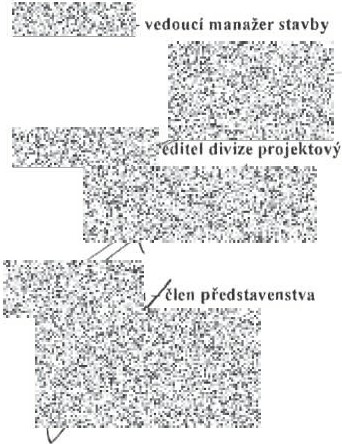 - vedoucí manažer stavby
editel divize projektový
- člen představenstva